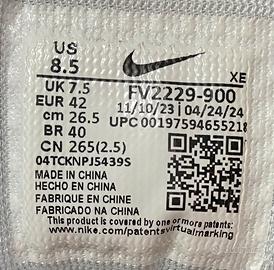 US
8.5
XE
UK 7.5
FV2229-900
EUR 42
11/10/23 | 04/24/24
cm 26.5
UPC 00197594655218
BR 40
CN 265(2.5)
04TCKNPJ5439S
MADE IN CHINA
HECHO EN CHINA
FABRIQUE EN CHINE
FABRICADO NA CHINA
This product is covered by one or more patents:
www.nike.com/patentsvirtualmarking